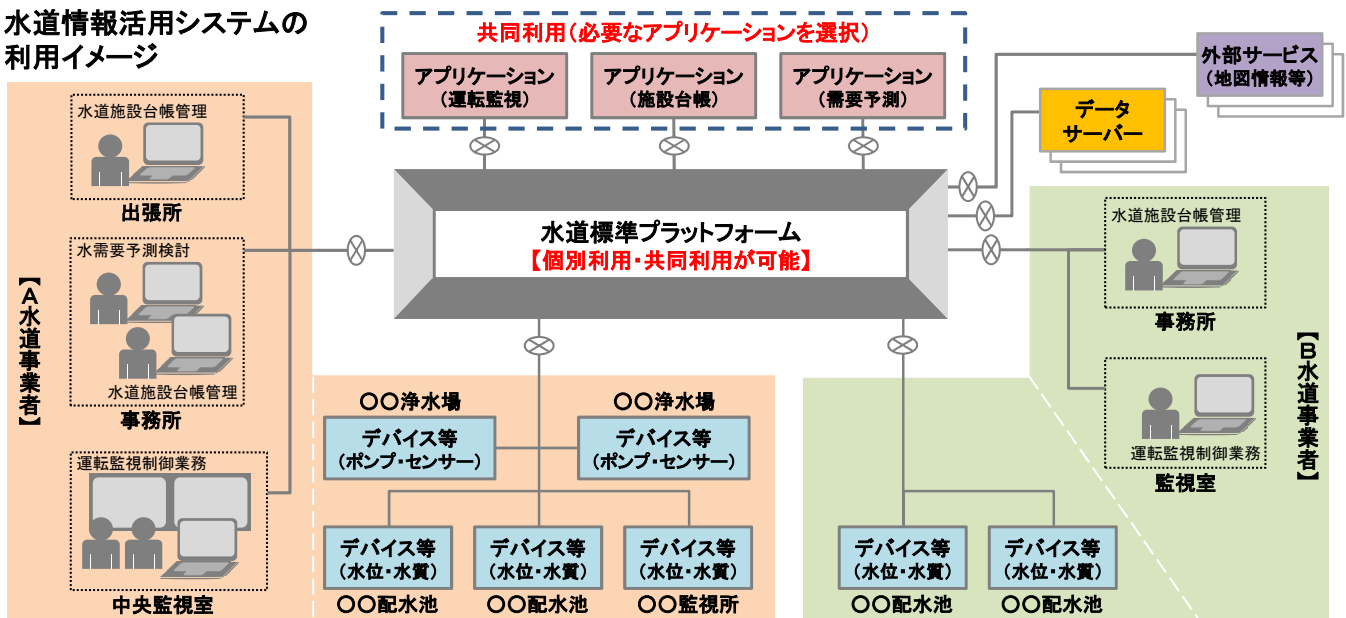 水道情報活用システムの
利用イメージ
共同利用(必要なアプリケーションを選択)
アプリケーション
(運転監視)
アプリケーション
(施設台帳)
アプリケーション
(需要予測)
外部サービス
(地図情報等)
データ
サーバー
水道標準プラットフォーム
【個別利用・共同利用が可能】
【A水道事業者】
水道施設台帳管理
出張所
水需要予測検討
水道施設台帳管理
事務所
運転監視制御業務
中央監視室
〇〇浄水場
デバイス等
(ポンプ・センサー)
〇〇浄水場
デバイス等
(ポンプ・センサー)
デバイス等
(水位・水質)
〇〇配水池
デバイス等
(水位・水質)
〇〇配水池
デバイス等
(水位・水質)
〇〇監視所
デバイス等
(水位・水質)
〇〇配水池
デバイス等
(水位・水質)
〇〇配水池
水道施設台帳管理
事務所
運転監視制御業務
監視室
【B水道事業者】